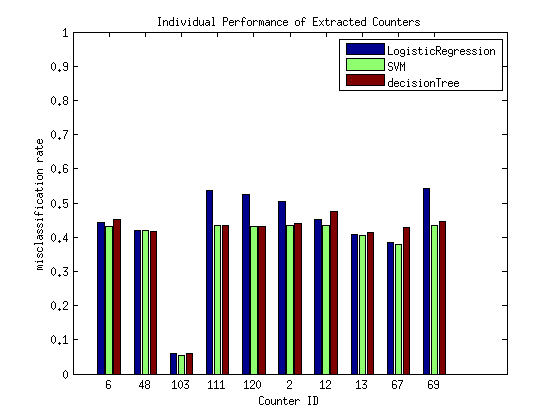 Individual Performance of Extracted Counters
LogisticRegression
SVM
decisionTree
misclassification rate
1
0.9
0.8
0.7
0.6
0.5
0.4
0.3
0.2
0.1
0
6 48 103 111 120 2 12 13 67 69
Counter ID